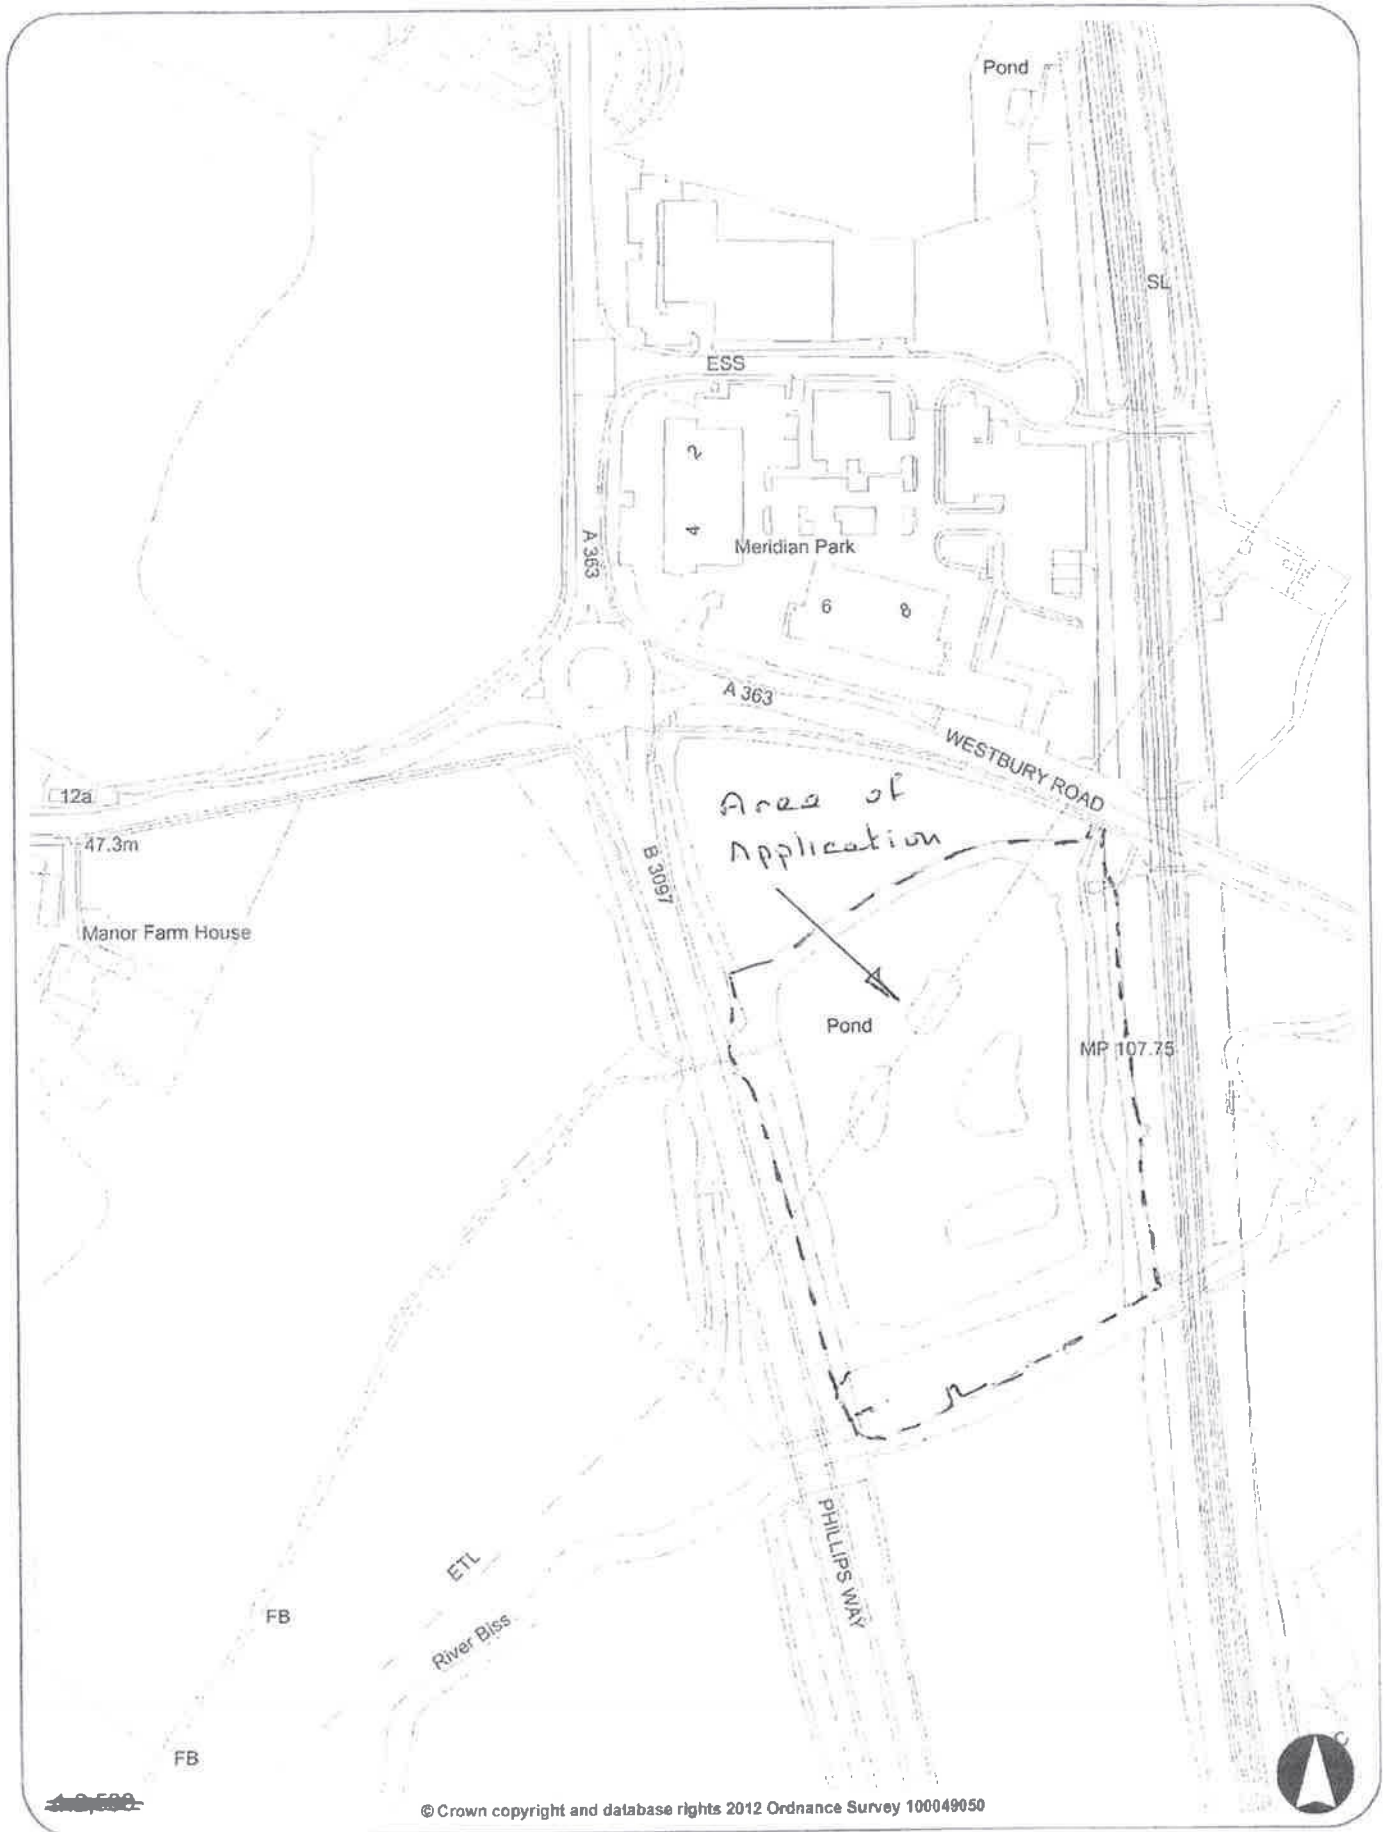 Pond
SL
ESS
2
4
A 363
Meridian Park
6
8
A 363
WESTBURY ROAD
12a
47.3m
Area of
Application
B 3097
Manor Farm House
Pond
MP 107.75
PHILLIPS WAY
ETL
River Biss
FB
FB
© Crown copyright and database rights 2012 Ordnance Survey 100049050